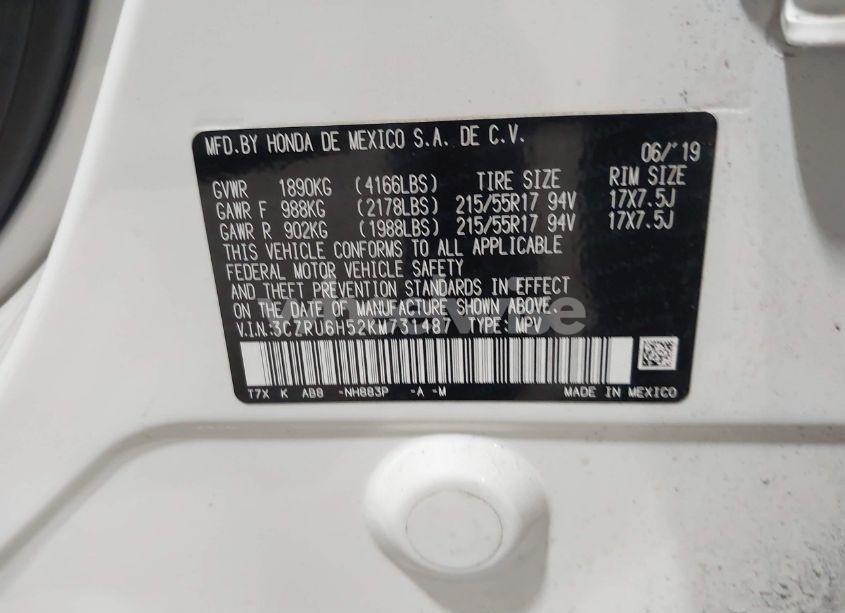 MFD.BY HONDA DE MEXICO S.A. DE C.V.
06/'19
GVWR 1890KG (4166LBS) TIRE SIZE RIM SIZE
GAWR F 988KG (2178LBS) 215/55R17 94V 17X7.5J
GAWR R 902KG (1988LBS) 215/55R17 94V 17X7.5J
THIS VEHICLE CONFORMS TO ALL APPLICABLE
FEDERAL MOTOR VEHICLE SAFETY
AND THEFT PREVENTION STANDARDS IN EFFECT
ON THE DATE OF MANUFACTURE SHOWN ABOVE.
V.I.N:3CZRU6H52KM731487 TYPE:MPV
T7X K AB8 -NH883P -A -M MADE IN MEXICO